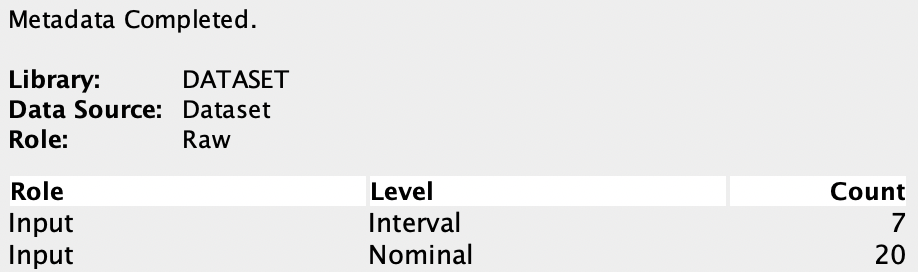 Metadata Completed.
Library: DATASET
Data Source: Dataset
Role: Raw
Role Level Count
Input Interval 7
Input Nominal 20